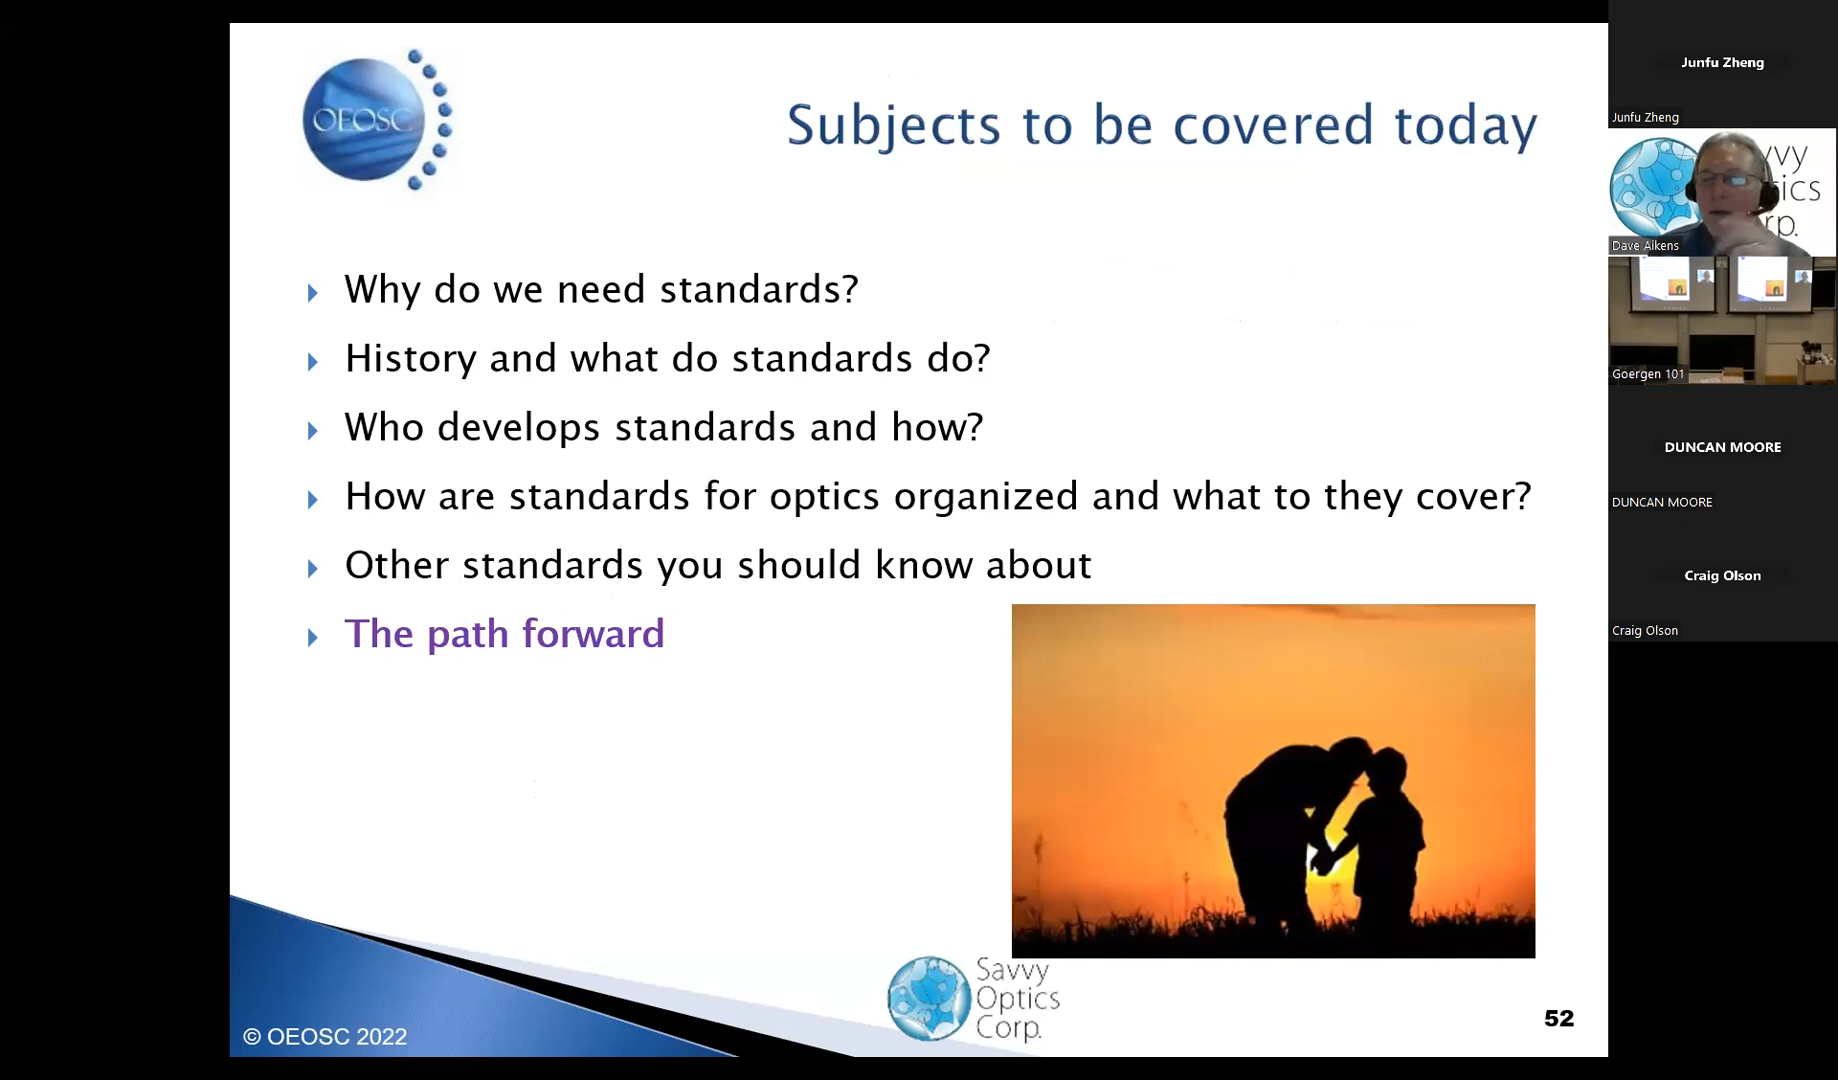 OEOSC
Subjects to be covered today
Why do we need standards?
History and what do standards do?
Who develops standards and how?
How are standards for optics organized and what to they cover?
Other standards you should know about
The path forward
Savvy
Optics
Corp.
© OEOSC 2022
52
Junfu Zheng
Junfu Zheng
vvy
ics
rp.
Dave Aikens
Goergen 101
DUNCAN MOORE
DUNCAN MOORE
Craig Olson
Craig Olson